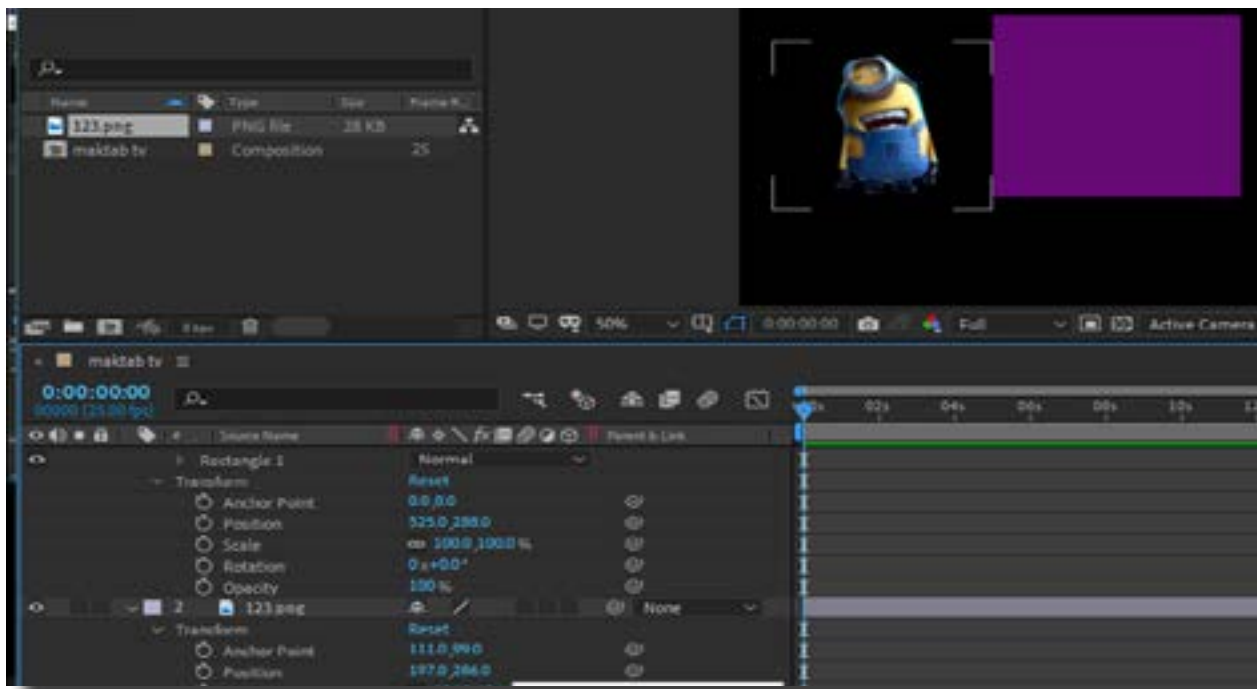 Name Type Size Frame R...
123.png PNG file 28 KB
maktab tv Composition 25
50% 0:00:00:00 Full Active Camera
maktab tv
0:00:00:00
00000 (25.00 fps)
02s 04s 06s 08s 10s 12
# Source Name Parent & Link
Rectangle 1 Normal
Transform Reset
Anchor Point 0.0,0.0
Position 525.0,288.0
Scale 100.0,100.0 %
Rotation 0x+0.0°
Opacity 100 %
2 123.png None
Transform Reset
Anchor Point 111.0,99.0
Position 197.0,286.0